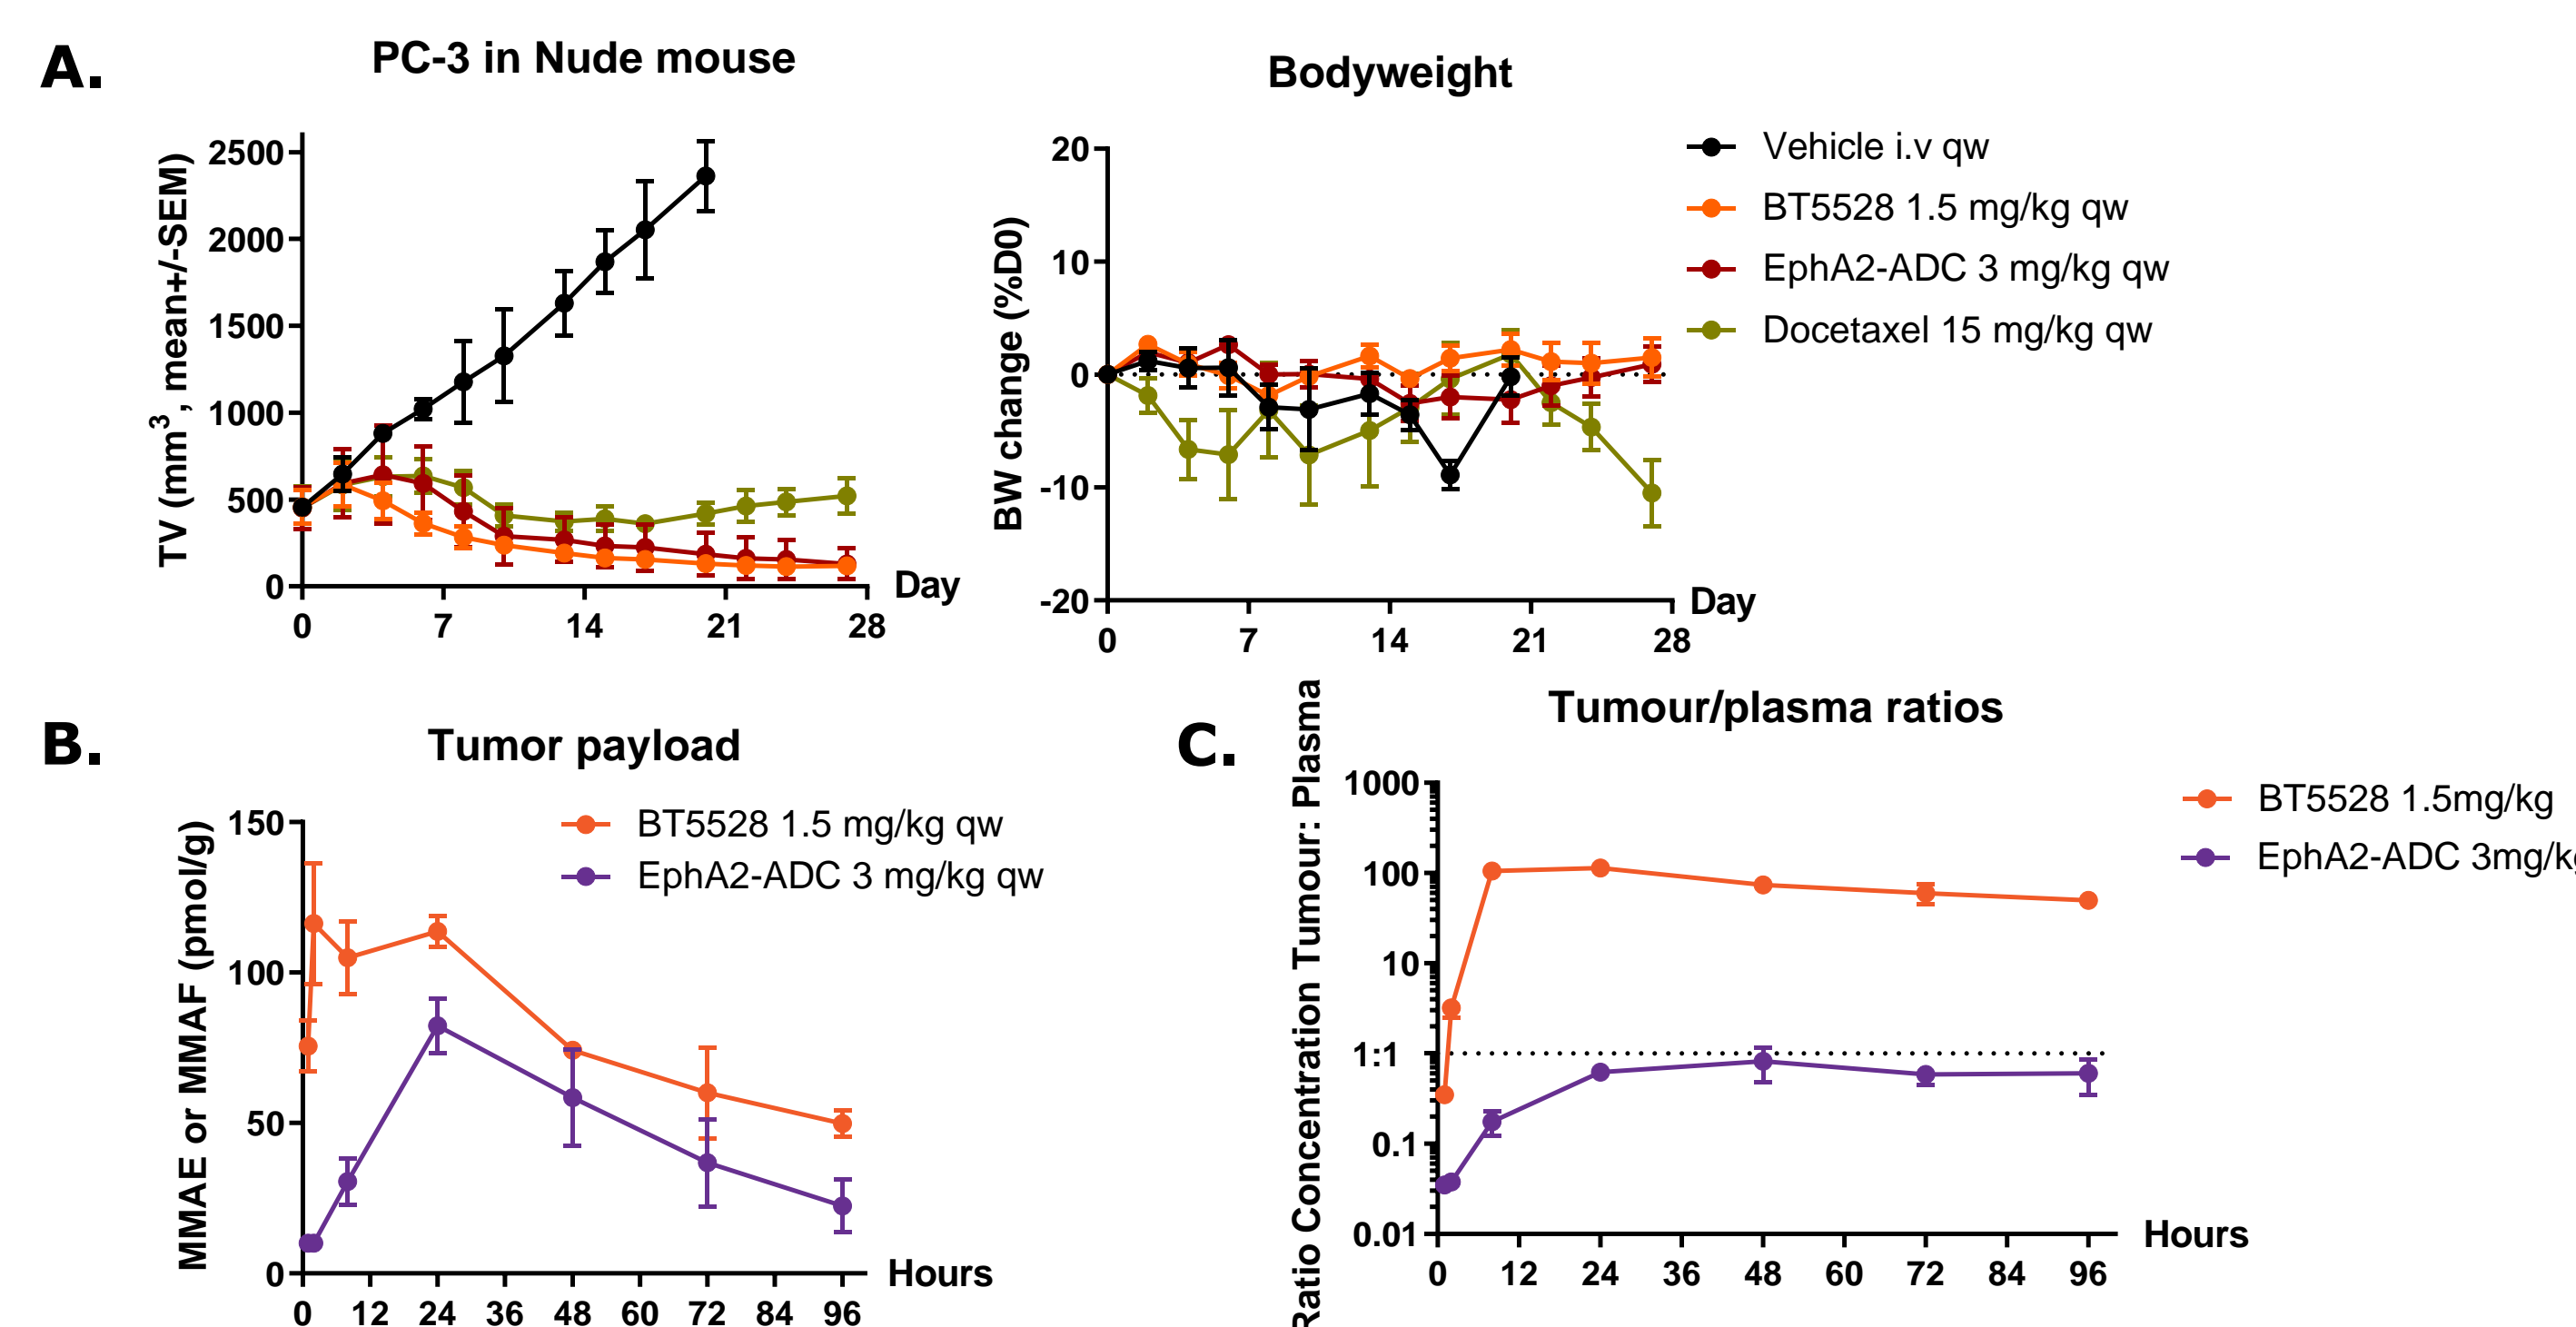 A.
PC-3 in Nude mouse
TV (mm3, mean+/-SEM)
2500
2000
1500
1000
500
0
0 7 14 21 28
Day
Bodyweight
BW change (%D0)
20
10
0
-10
-20
0 7 14 21 28
Day
Vehicle i.v qw
BT5528 1.5 mg/kg qw
EphA2-ADC 3 mg/kg qw
Docetaxel 15 mg/kg qw
B.
Tumor payload
MMAE or MMAF (pmol/g)
150
100
50
0
0 12 24 36 48 60 72 84 96
Hours
BT5528 1.5 mg/kg qw
EphA2-ADC 3 mg/kg qw
C.
Tumour/plasma ratios
Ratio Concentration Tumour: Plasma
1000
100
10
1:1
0.1
0.01
0 12 24 36 48 60 72 84 96
Hours
BT5528 1.5mg/kg
EphA2-ADC 3mg/kg